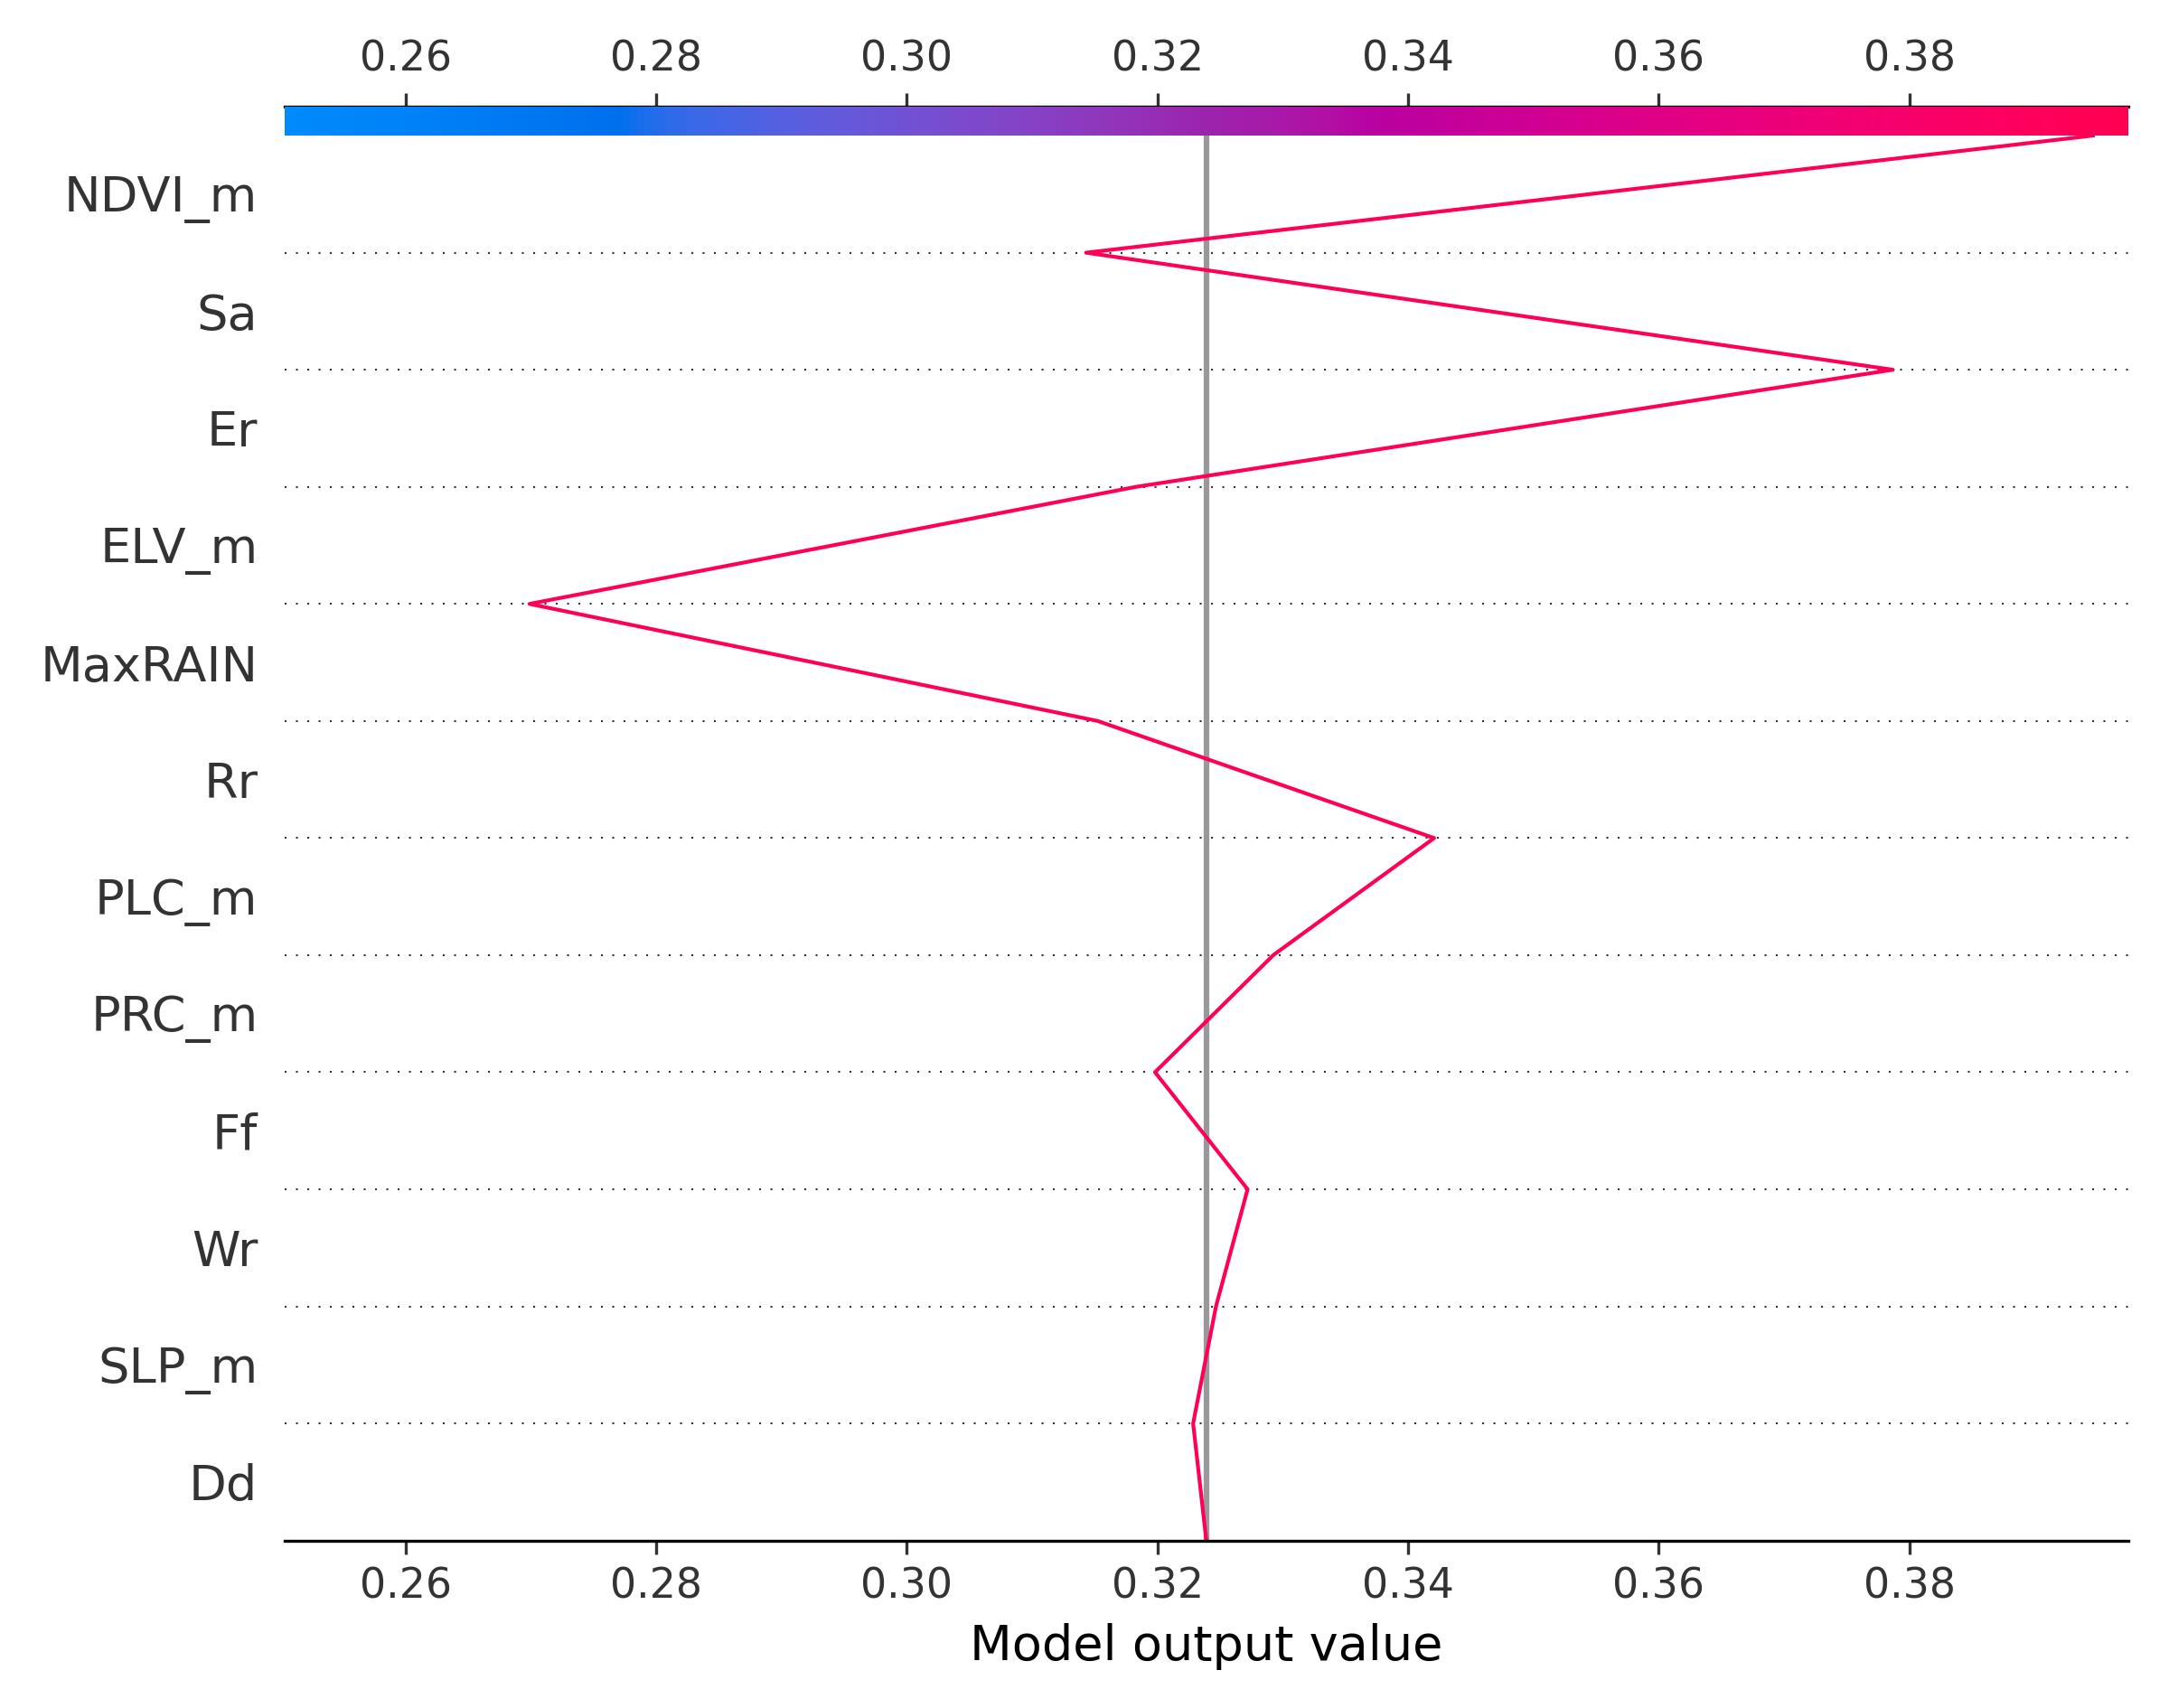 0.26 0.28 0.30 0.32 0.34 0.36 0.38
NDVI_m
Sa
Er
ELV_m
MaxRAIN
Rr
PLC_m
PRC_m
Ff
Wr
SLP_m
Dd
0.26 0.28 0.30 0.32 0.34 0.36 0.38
Model output value